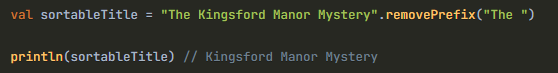 val sortableTitle = "The Kingsford Manor Mystery".removePrefix("The ")
println(sortableTitle) // Kingsford Manor Mystery